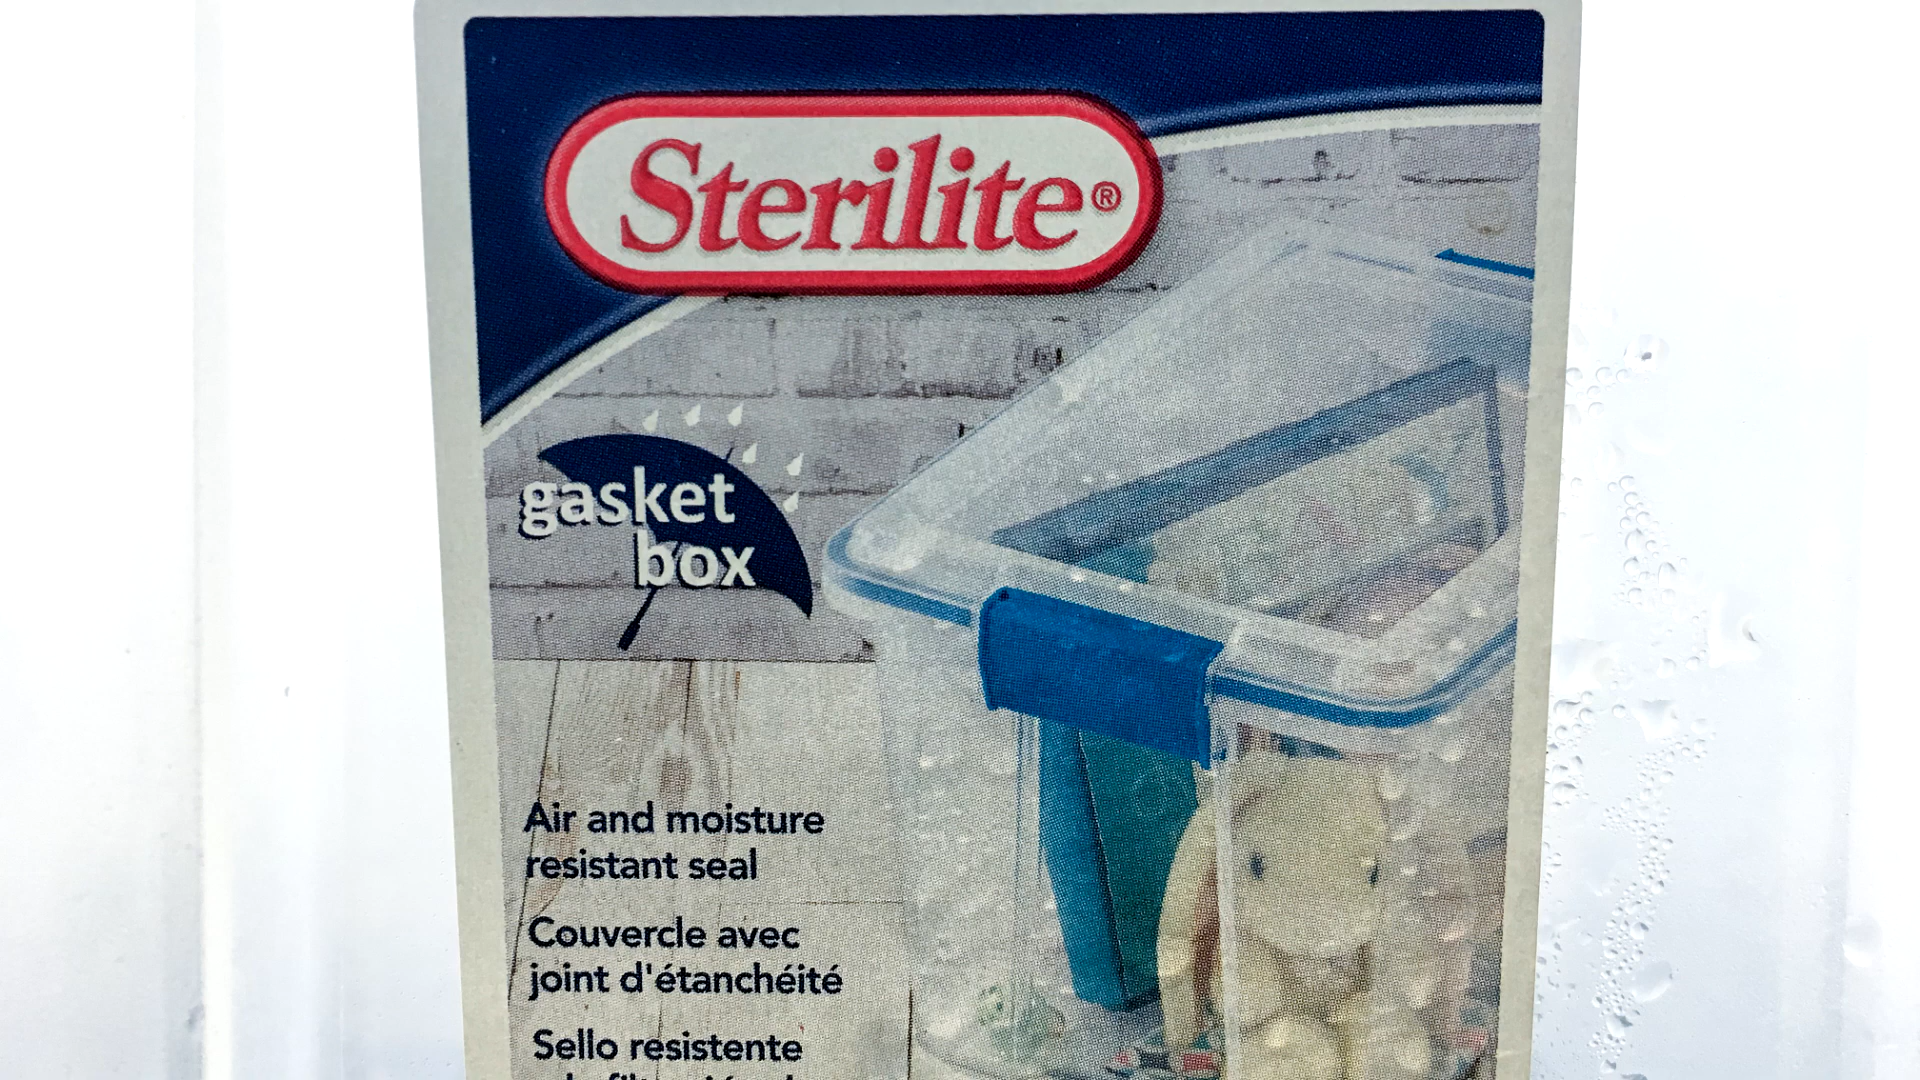 Sterilite®
gasket
box
Air and moisture
resistant seal
Couvercle avec
joint d'étanchéité
Sello resistente